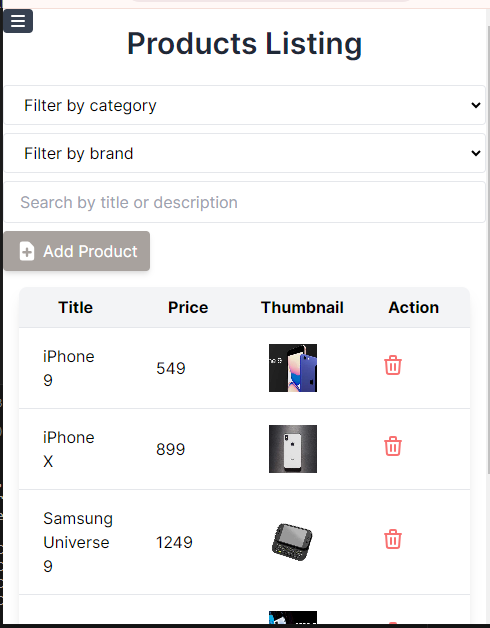 Products Listing
Filter by category
Filter by brand
Search by title or description
Add Product
Title Price Thumbnail Action
iPhone
9
549
iPhone
X
899
Samsung
Universe
9
1249